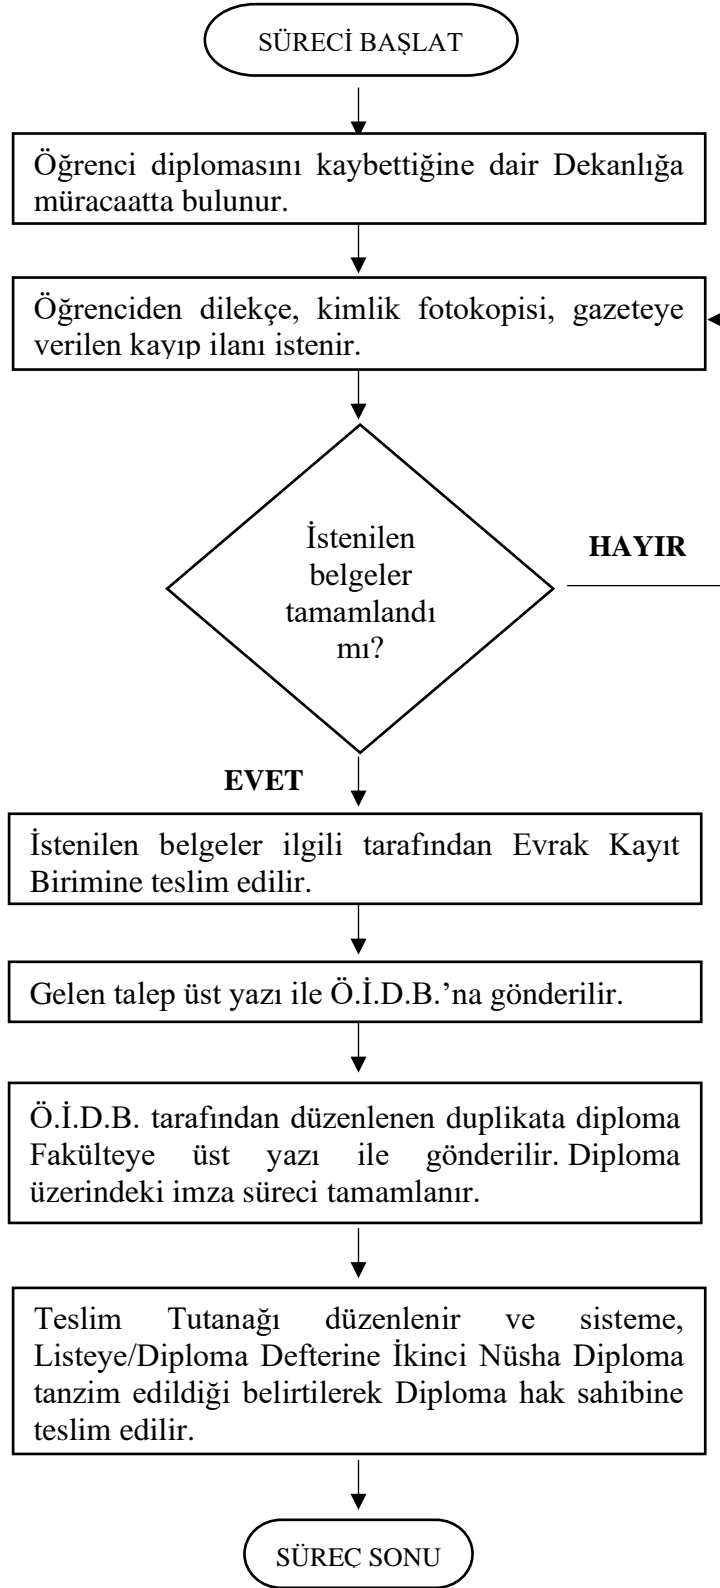 SÜRECİ BAŞLAT
Öğrenci diplomasını kaybettiğine dair Dekanlığa
müracaatta bulunur.
Öğrenciden dilekçe, kimlik fotokopisi, gazeteye
verilen kayıp ilanı istenir.
İstenilen
belgeler
tamamlandı
mı?
HAYIR
EVET
İstenilen belgeler ilgili tarafından Evrak Kayıt
Birimine teslim edilir.
Gelen talep üst yazı ile Ö.İ.D.B.’na gönderilir.
Ö.İ.D.B. tarafından düzenlenen duplikata diploma
Fakülteye üst yazı ile gönderilir. Diploma
üzerindeki imza süreci tamamlanır.
Teslim Tutanağı düzenlenir ve sisteme,
Listeye/Diploma Defterine İkinci Nüsha Diploma
tanzim edildiği belirtilerek Diploma hak sahibine
teslim edilir.
SÜREÇ SONU